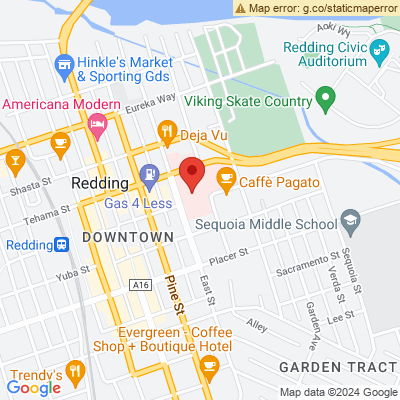 Map error: g.co/staticmaperror
Aoki Wy
Hinkle's Market
& Sporting Gds
Redding Civic
Auditorium
Eureka Way
Americana Modern
Viking Skate Country
Deja Vu
Shasta St
Redding
Caffè Pagato
Gas 4 Less
Tehama St
Sequoia Middle School
Redding
DOWNTOWN
Placer St
Yuba St
Sacramento St
Sequoia St
Verda St
A16
Pine St
East St
Garden Ave
Lee St
Alley
Evergreen - Coffee
Shop + Boutique Hotel
GARDEN TRACT
Trendy's
Google
Map data ©2024 Google